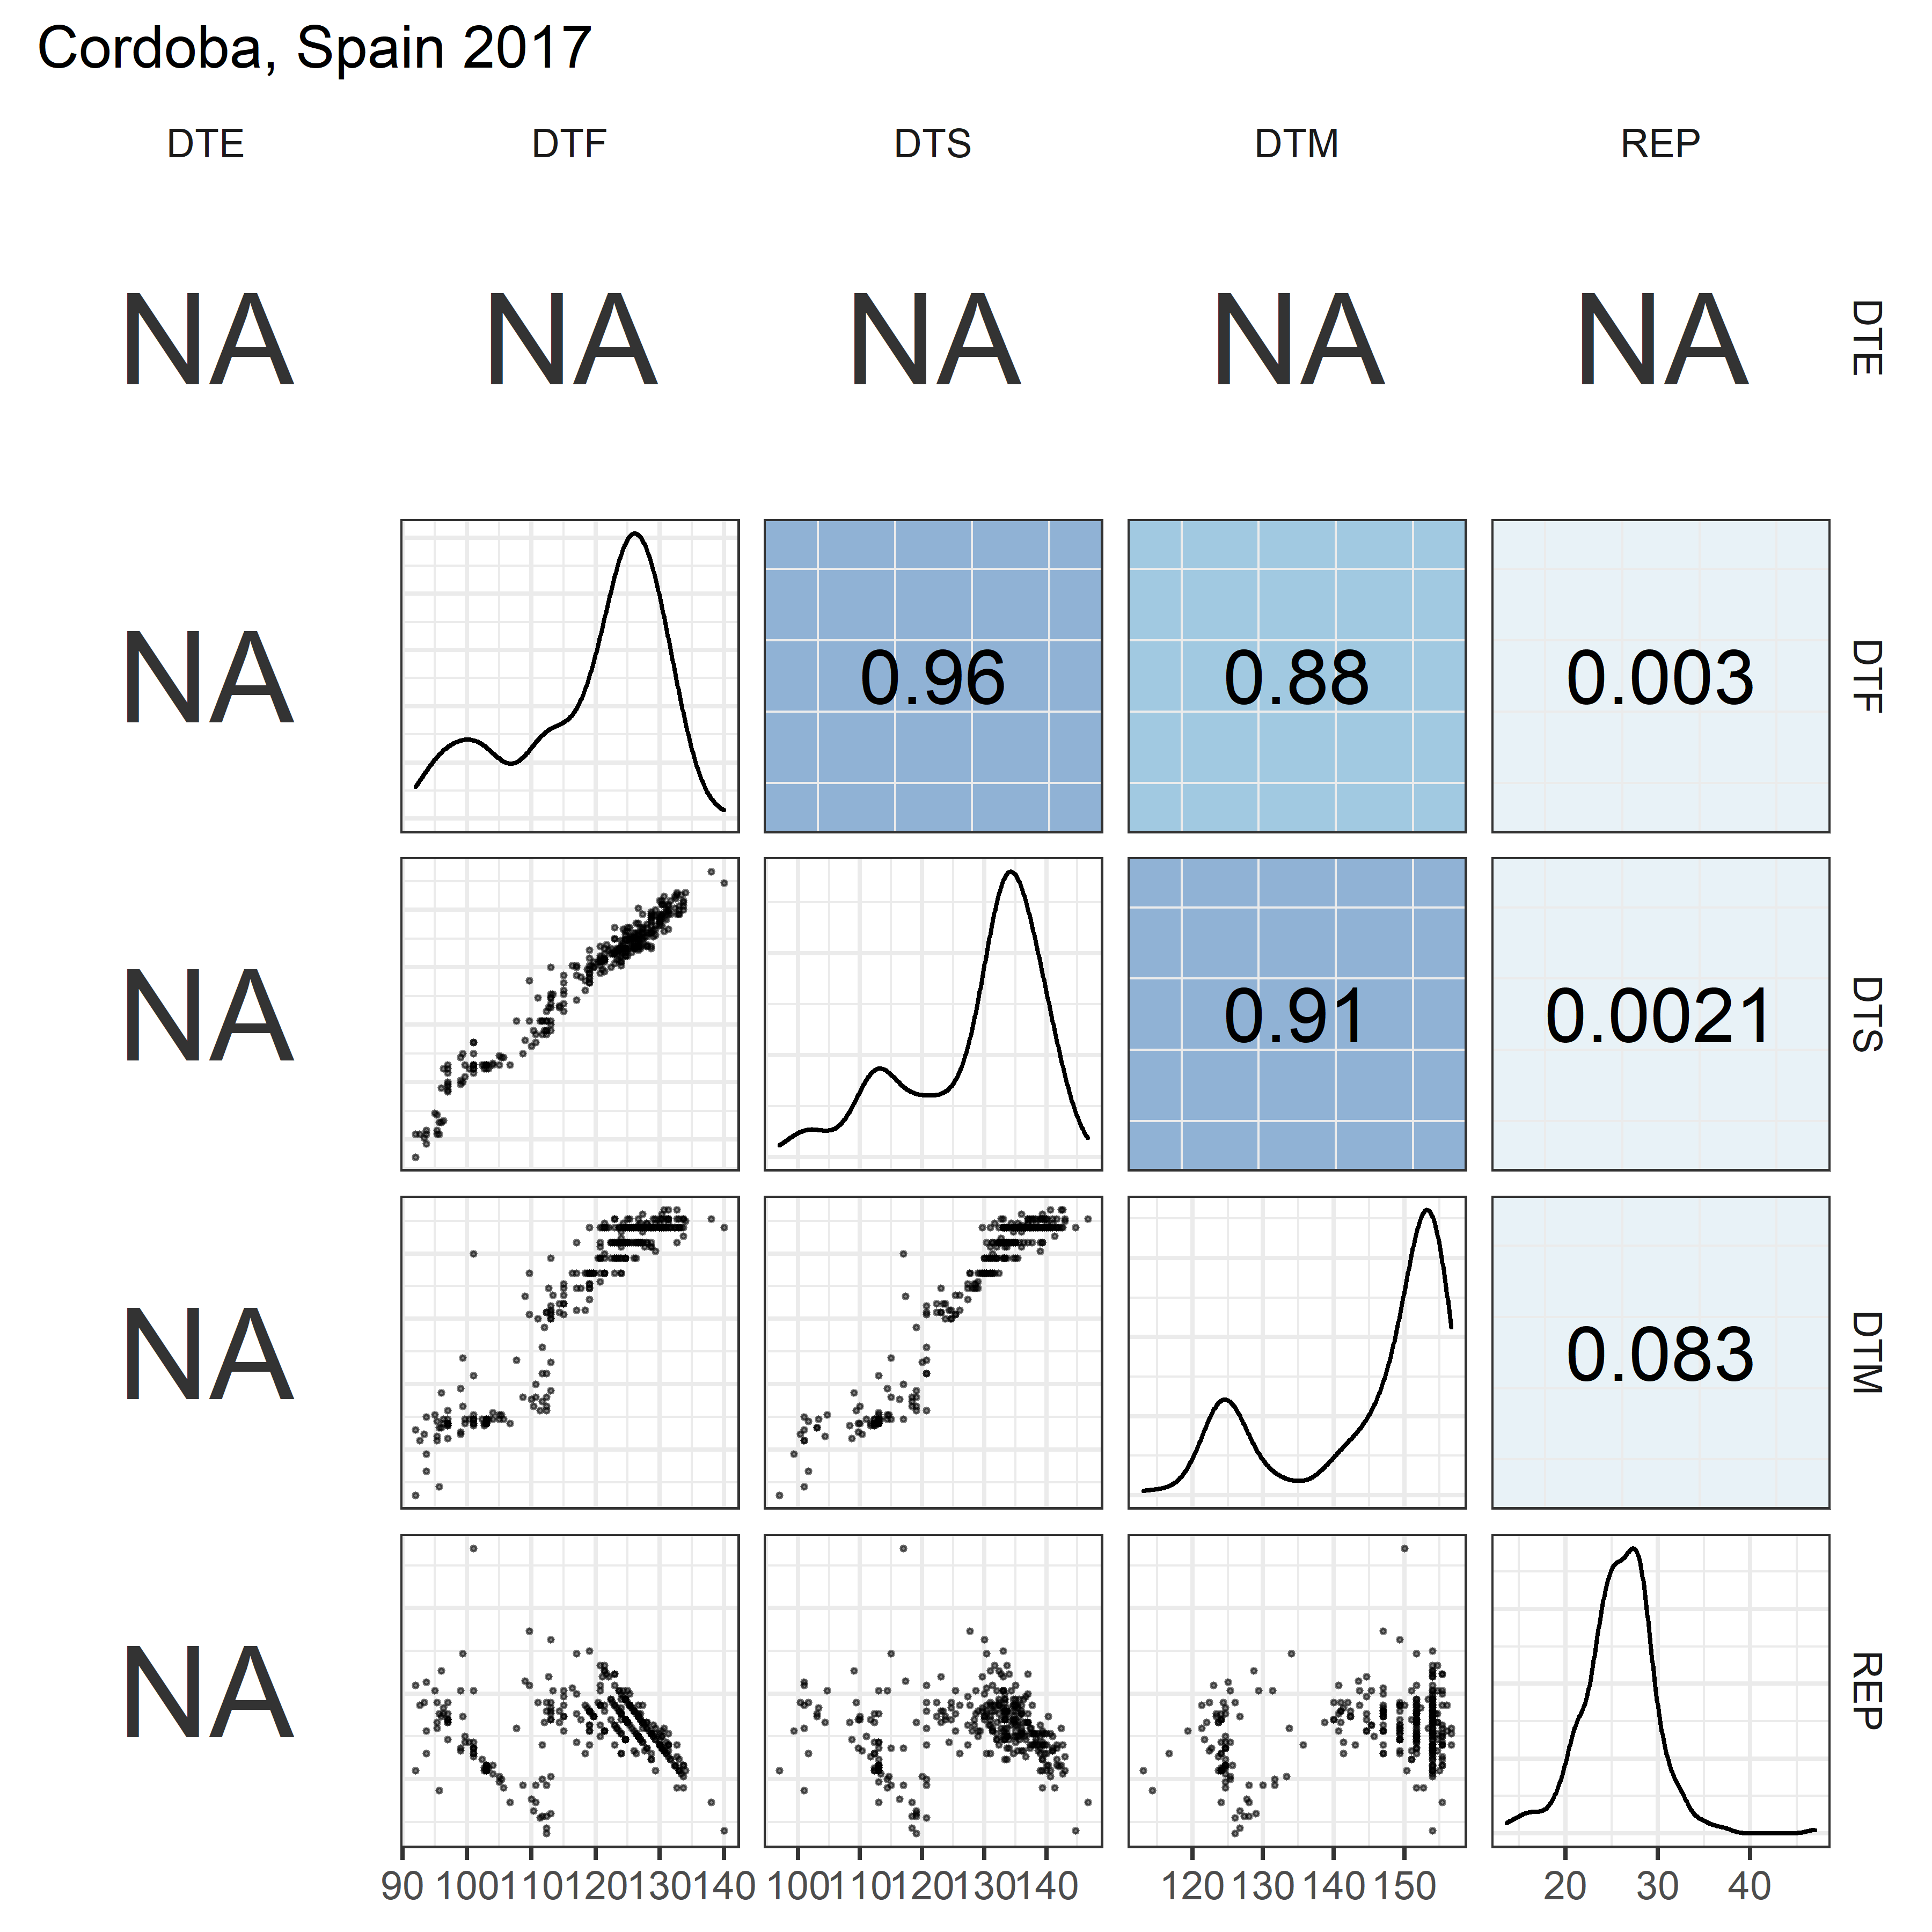 Cordoba, Spain 2017
DTE DTF DTS DTM REP
NA NA NA NA NA DTE
NA 0.96 0.88 0.003 DTF
NA 0.91 0.0021 DTS
NA 0.083 DTM
NA REP
90 100 110 120 130 140 100 110 120 130 140 120 130 140 150 20 30 40